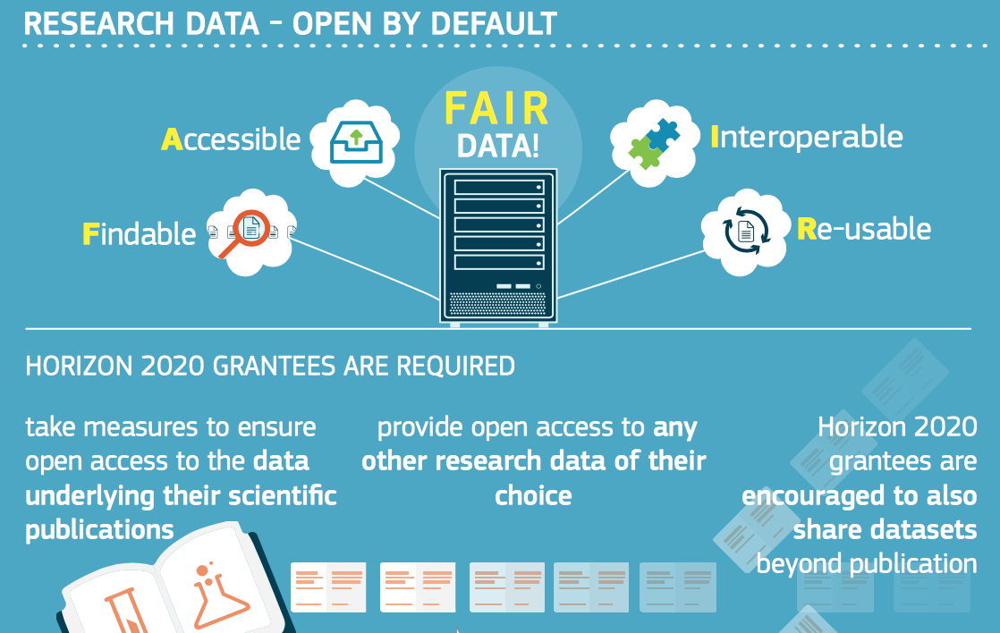 RESEARCH DATA – OPEN BY DEFAULT
FAIR
DATA!
Accessible
Interoperable
Findable
Re-usable
HORIZON 2020 GRANTEES ARE REQUIRED
take measures to ensure
open access to the data
underlying their scientific
publications
provide open access to any
other research data of their
choice
Horizon 2020
grantees are
encouraged to also
share datasets
beyond publication